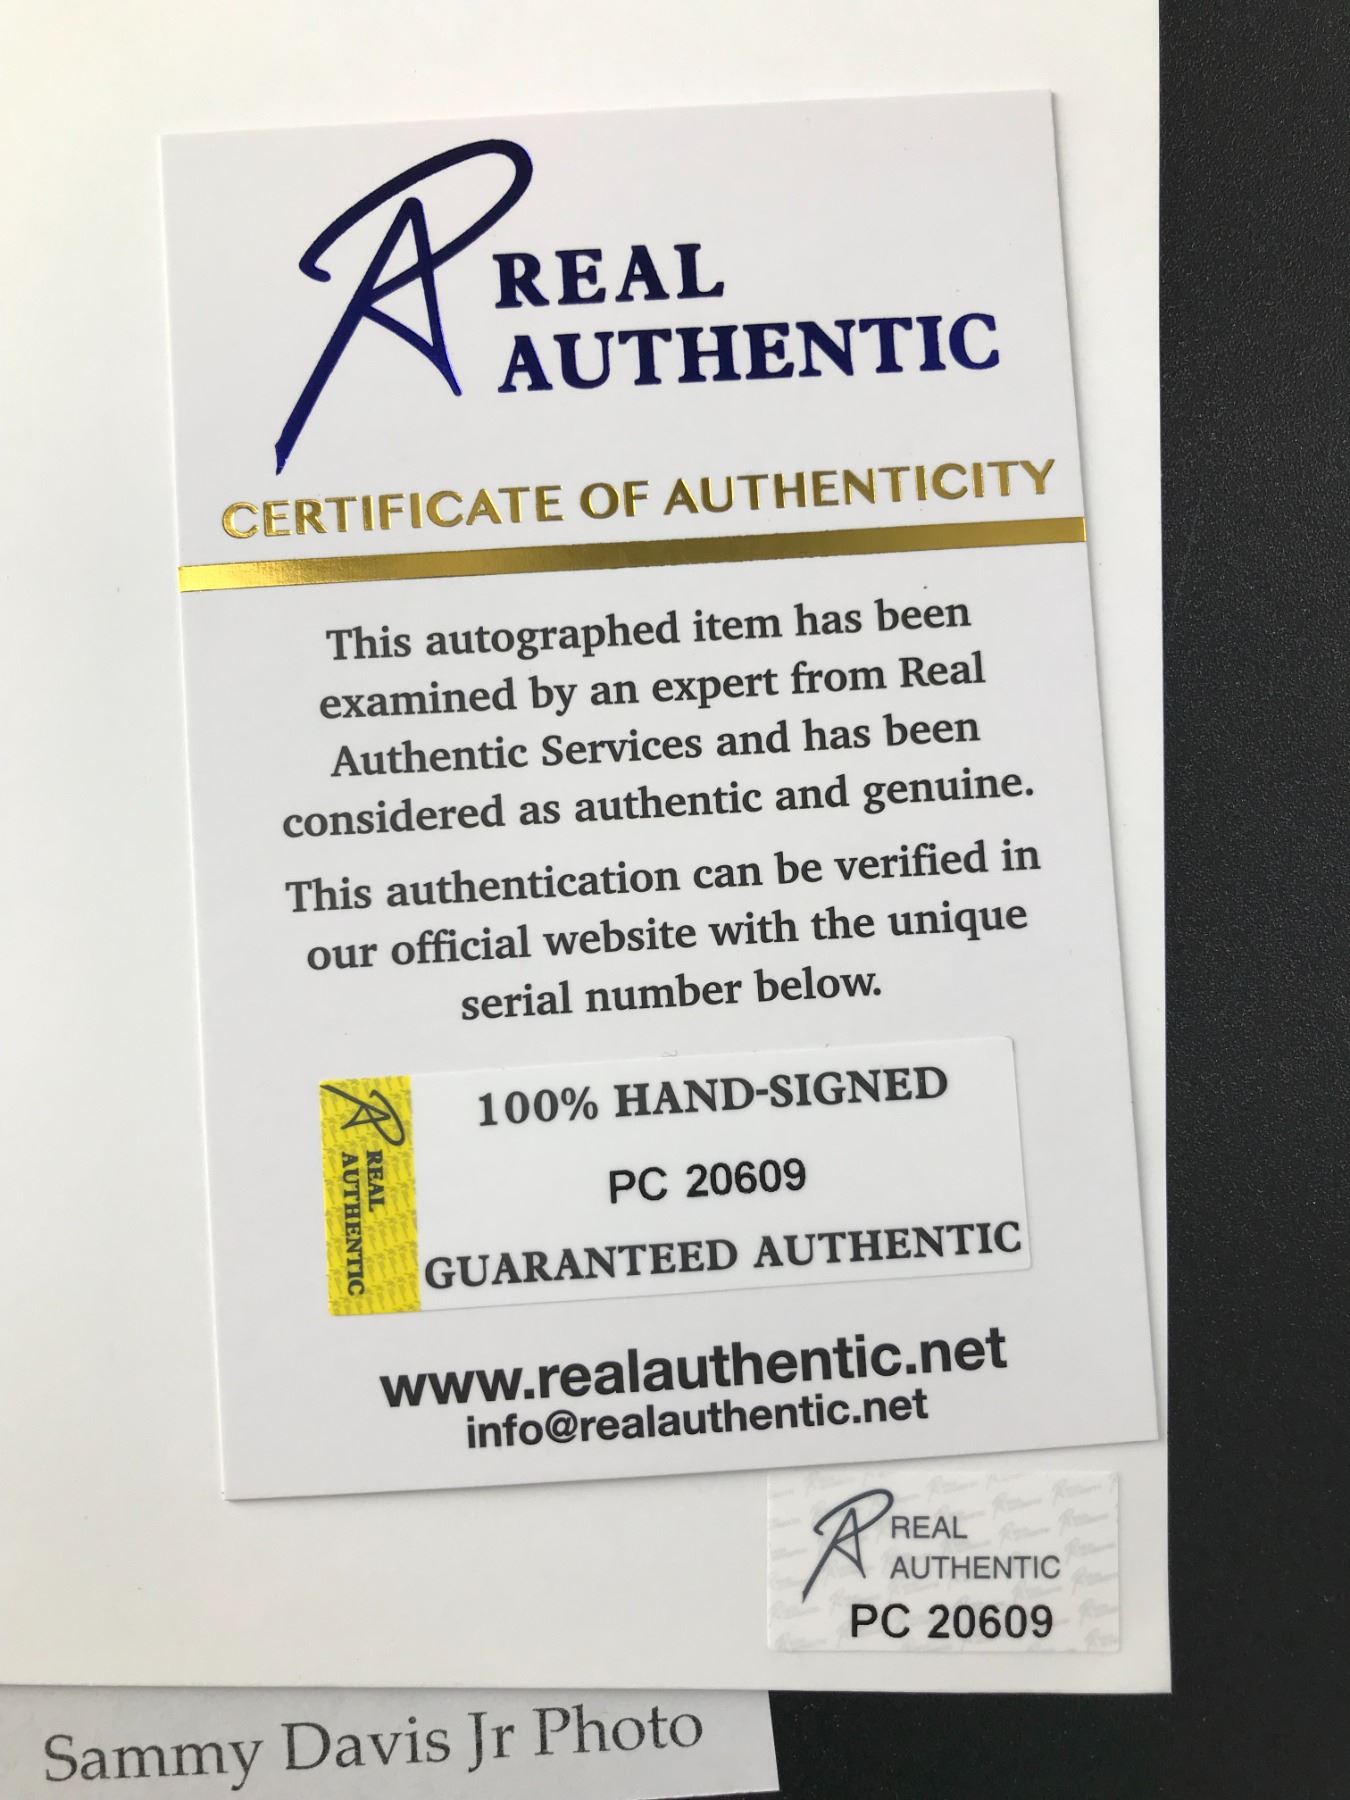 REAL
AUTHENTIC
CERTIFICATE OF AUTHENTICITY
This autographed item has been
examined by an expert from Real
Authentic Services and has been
considered as authentic and genuine.
This authentication can be verified in
our official website with the unique
serial number below.
REAL
AUTHENTIC
100% HAND-SIGNED
PC 20609
GUARANTEED AUTHENTIC
www.realauthentic.net
info@realauthentic.net
REAL
AUTHENTIC
PC 20609
Sammy Davis Jr Photo